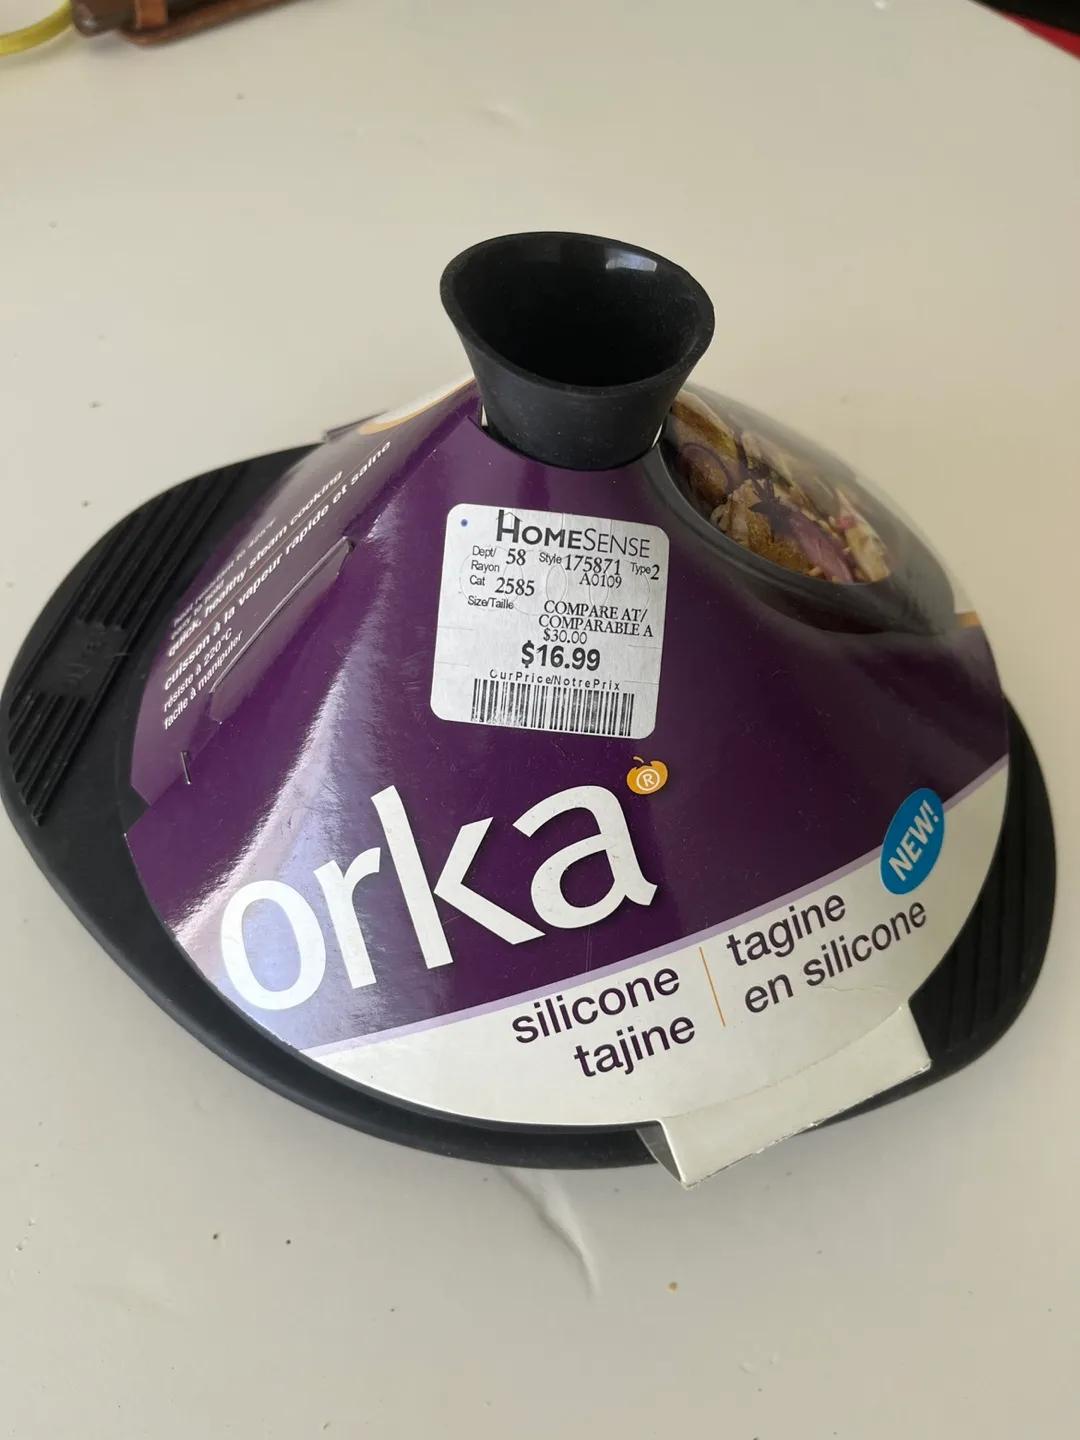 HOMESENSE
Dept/ Rayon 58 Style 175871 Type 2
A0109
Cat 2585
Size/Taille
COMPARE AT/
COMPARABLE A
$30.00
$16.99
OurPrice/NotrePrix
quick, healthy steam cooking
cuisson à la vapeur rapide et saine
résiste à 220°C
facile à manipuler
orka®
NEW!
silicone
tajine
tagine
en silicone